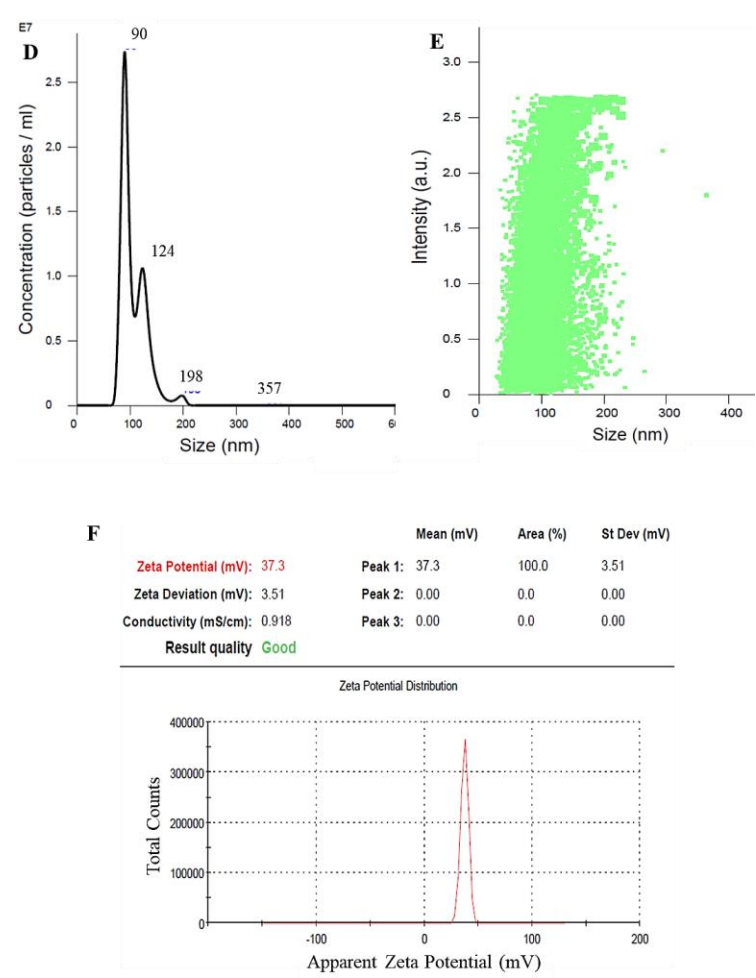 E7
D
90
2.5
2.0
1.5
1.0
0.5
0
124
198
357
0 100 200 300 400 500 6
Concentration (particles / ml)
Size (nm)
E
3.0
2.5
2.0
1.5
1.0
0.5
0
0 100 200 300 400
Intensity (a.u.)
Size (nm)
F
Mean (mV) Area (%) St Dev (mV)
Zeta Potential (mV): 37.3 Peak 1: 37.3 100.0 3.51
Zeta Deviation (mV): 3.51 Peak 2: 0.00 0.0 0.00
Conductivity (mS/cm): 0.918 Peak 3: 0.00 0.0 0.00
Result quality Good
Zeta Potential Distribution
400000
300000
200000
100000
0
Total Counts
-100 0 100 200
Apparent Zeta Potential (mV)